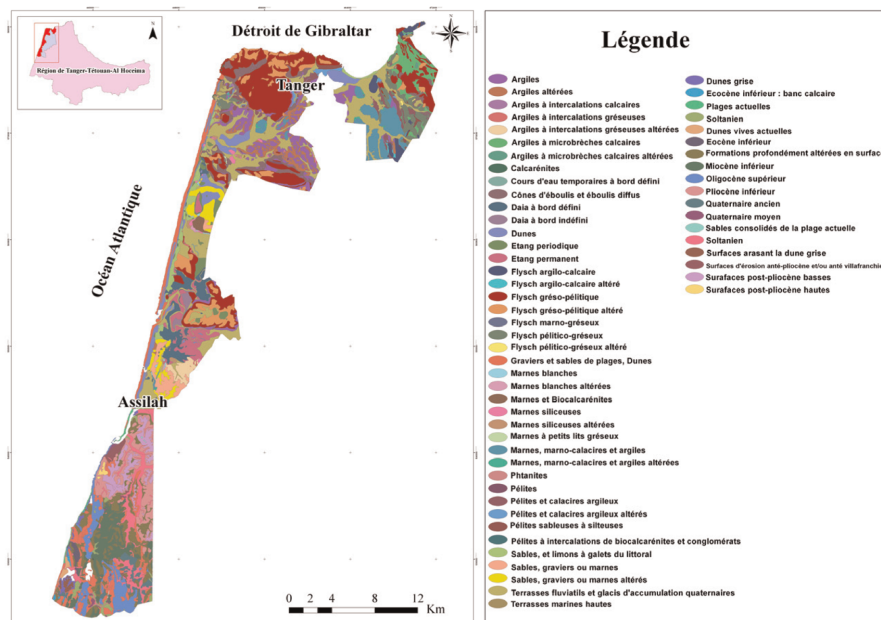 Détroit de Gibraltar
N
Région de Tanger-Tétouan-Al Hoceima
Tanger
Océan Atlantique
Assilah
0 2 4 8 12
Km
Légende
Argiles
Argiles altérées
Argiles à intercalations calcaires
Argiles à intercalations gréseuses
Argiles à intercalations gréseuses altérées
Argiles à microbrèches calcaires
Argiles à microbrèches calcaires altérées
Calcarénites
Cours d'eau temporaires à bord défini
Cônes d'éboulis et éboulis diffus
Daia à bord défini
Daia à bord indéfini
Dunes
Etang periodique
Etang permanent
Flysch argilo-calcaire
Flysch argilo-calcaire altéré
Flysch gréso-pélitique
Flysch gréso-pélitique altéré
Flysch marno-gréseux
Flysch pélitico-gréseux
Flysch pélitico-gréseux altéré
Graviers et sables de plages, Dunes
Marnes blanches
Marnes blanches altérées
Marnes et Biocalcarénites
Marnes siliceuses
Marnes siliceuses altérées
Marnes à petits lits gréseux
Marnes, marno-calacires et argiles
Marnes, marno-calacires et argiles altérées
Phtanites
Pélites
Pélites et calacires argileux
Pélites et calacires argileux altérés
Pélites sableuses à silteuses
Pélites à intercalations de biocalcarénites et conglomérats
Sables, et limons à galets du littoral
Sables, graviers ou marnes
Sables, graviers ou marnes altérés
Terrasses fluviatils et glacis d'accumulation quaternaires
Terrasses marines hautes
Dunes grise
Ecocène inférieur : banc calcaire
Plages actuelles
Soltanien
Dunes vives actuelles
Eocène inférieur
Formations profondément altérées en surface
Miocène inférieur
Oligocène supérieur
Pliocène inférieur
Quaternaire ancien
Quaternaire moyen
Sables consolidés de la plage actuelle
Soltanien
Surfaces arasant la dune grise
Surfaces d'érosion anté-pliocène et/ou anté villafranchie
Surafaces post-pliocène basses
Surafaces post-pliocène hautes